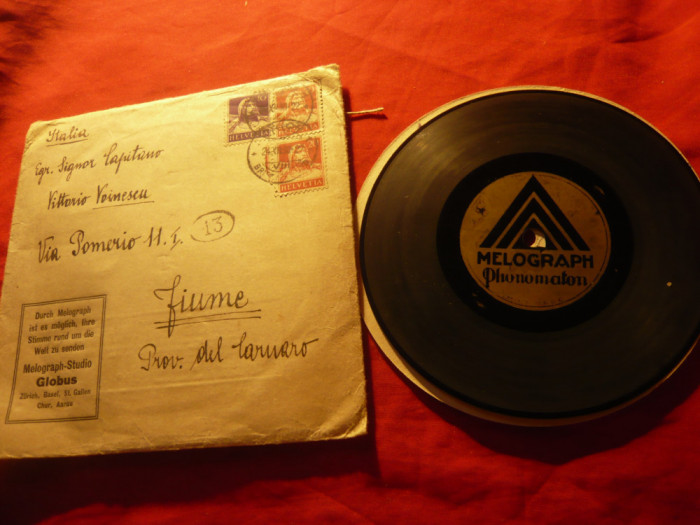 Italia
Egr. Signor Capitano
Vittorio Voinescu
Via Pomerio 11. I.
13
Fiume
Prov. del Carnaro
HELVETIA
HELVETIA
HELVETIA
Durch Melograph
ist es möglich, Ihre
Stimme rund um die
Welt zu senden
Melograph-Studio
Globus
Zürich, Basel, St. Gallen
Chur, Aarau
MELOGRAPH
Phonomaton